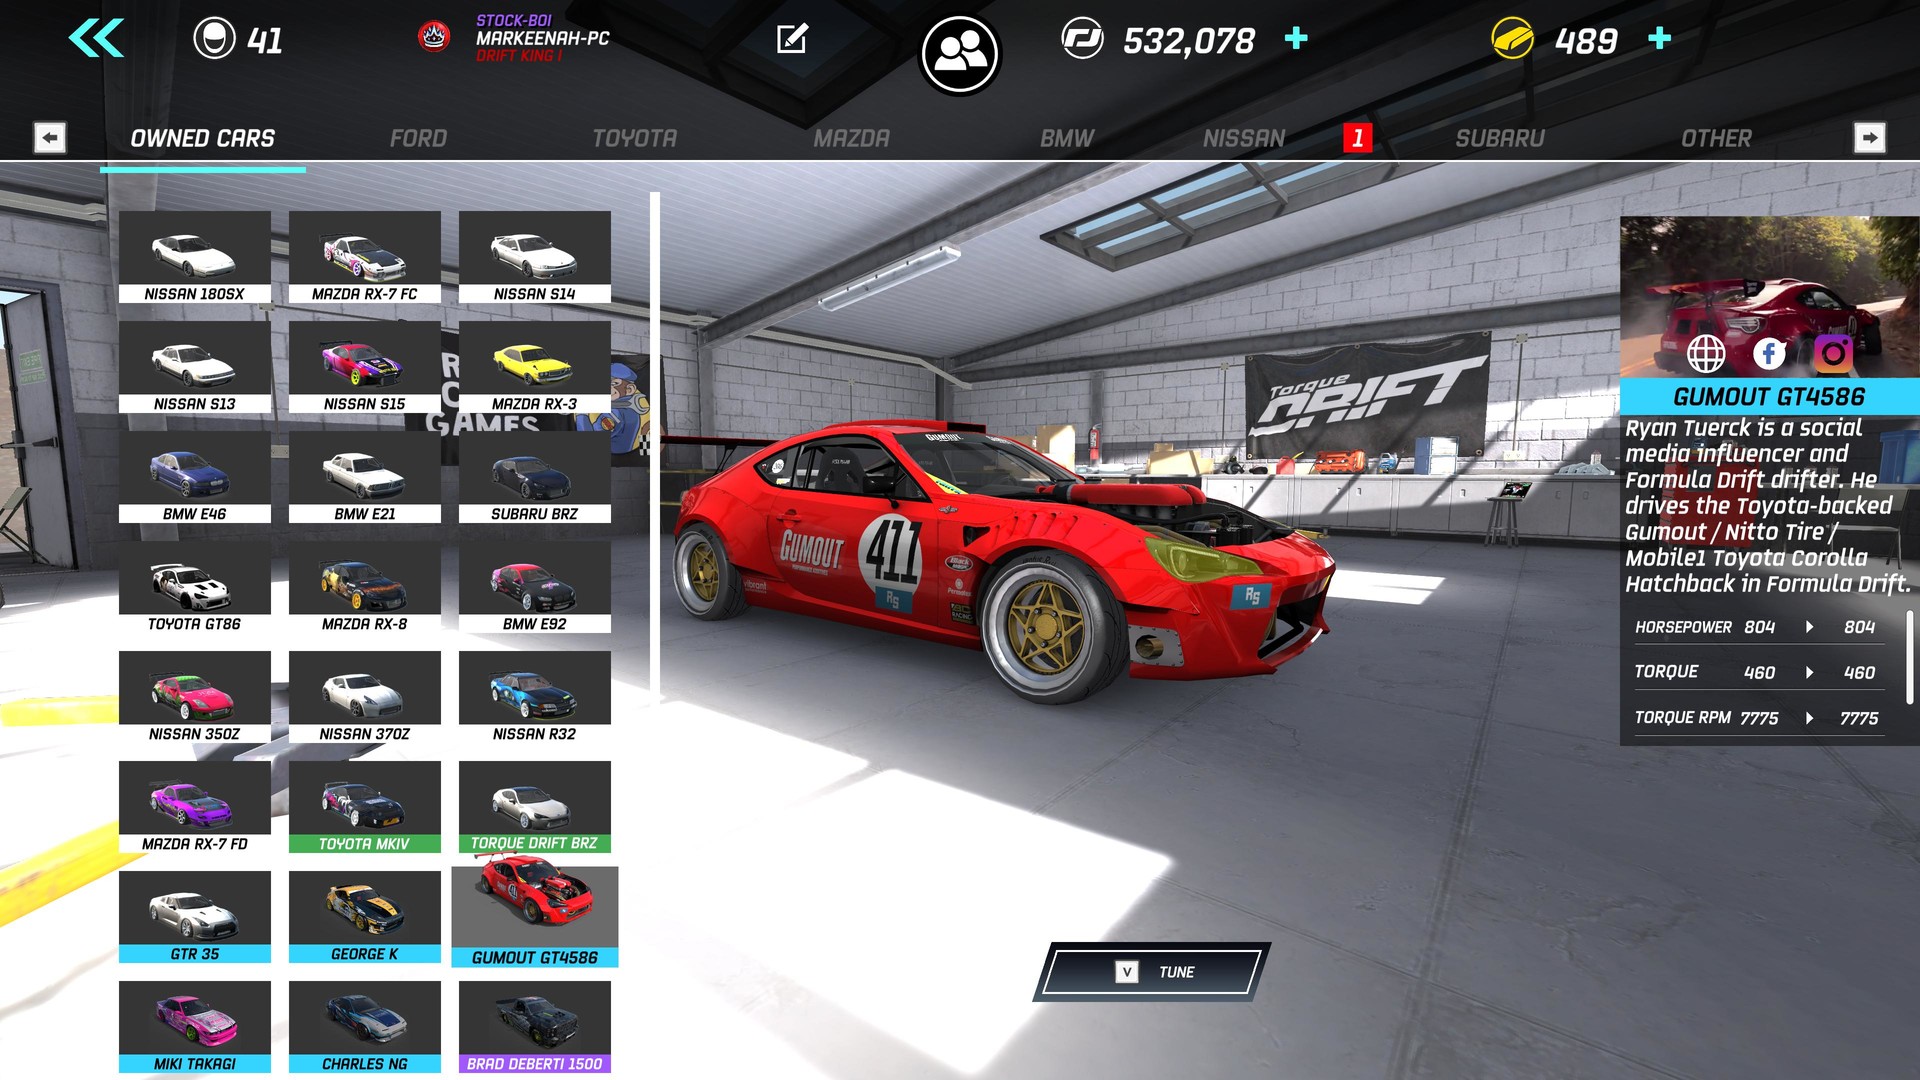 41
STOCK-BOI
MARKEENAH-PC
DRIFT KING I
532,078
489
OWNED CARS
FORD
TOYOTA
MAZDA
BMW
NISSAN
1
SUBARU
OTHER
NISSAN 180SX
MAZDA RX-7 FC
NISSAN S14
NISSAN S13
NISSAN S15
MAZDA RX-3
BMW E46
BMW E21
SUBARU BRZ
TOYOTA GT86
MAZDA RX-8
BMW E92
NISSAN 350Z
NISSAN 370Z
NISSAN R32
MAZDA RX-7 FD
TOYOTA MKIV
TORQUE DRIFT BRZ
GTR 35
GEORGE K
GUMOUT GT4586
MIKI TAKAGI
CHARLES NG
BRAD DEBERTI 1500
GAMES
Torque
DRIFT
GUMOUT
411
RS
RS
V TUNE
GUMOUT GT4586
Ryan Tuerck is a social
media influencer and
Formula Drift drifter. He
drives the Toyota-backed
Gumout / Nitto Tire /
Mobile1 Toyota Corolla
Hatchback in Formula Drift.
HORSEPOWER 804 804
TORQUE 460 460
TORQUE RPM 7775 7775